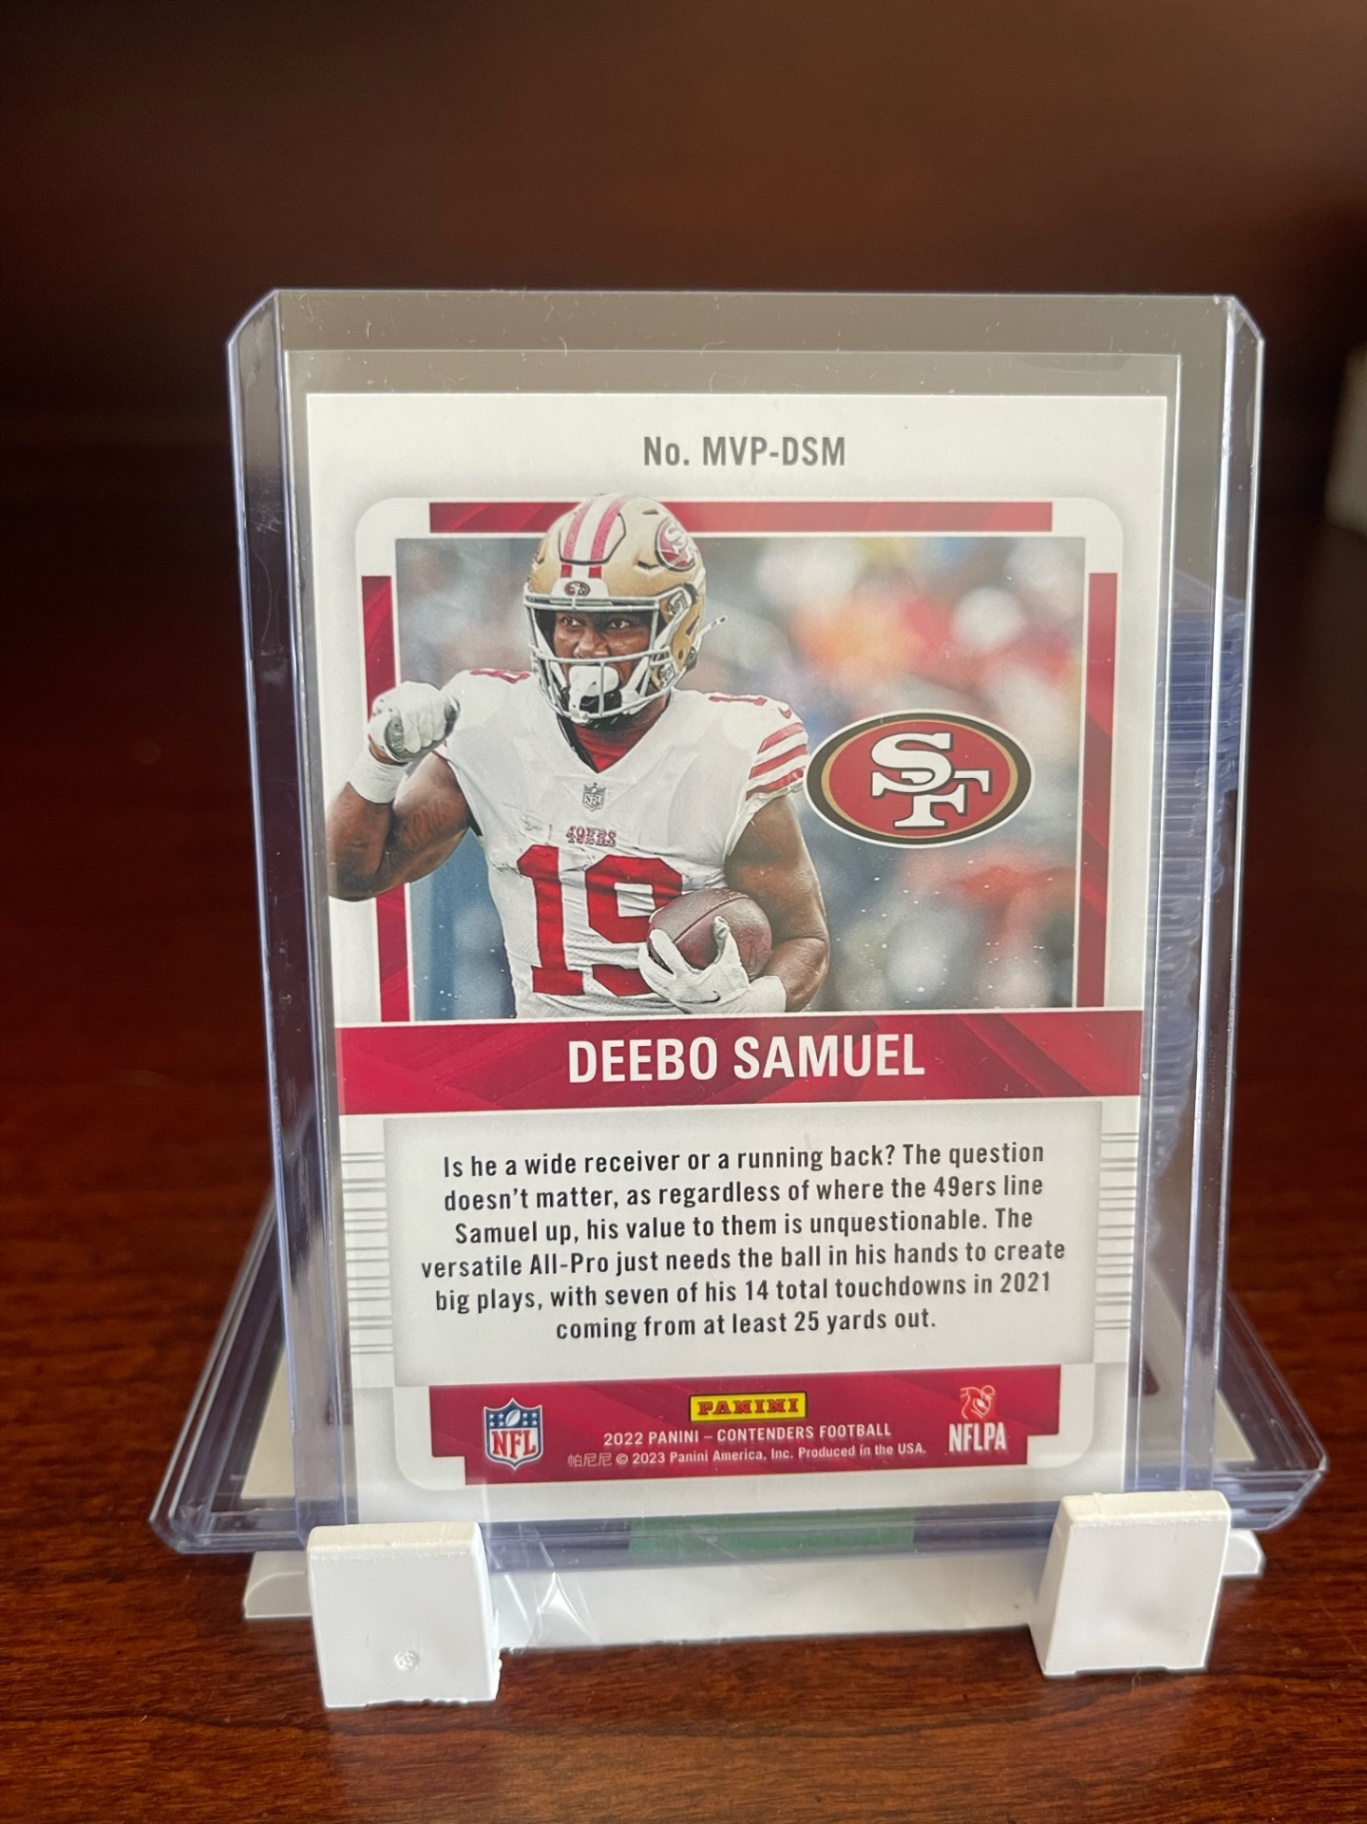 No. MVP-DSM
SF
49ERS
19
DEEBO SAMUEL
Is he a wide receiver or a running back? The question
doesn't matter, as regardless of where the 49ers line
Samuel up, his value to them is unquestionable. The
versatile All-Pro just needs the ball in his hands to create
big plays, with seven of his 14 total touchdowns in 2021
coming from at least 25 yards out.
NFL
PANINI
2022 PANINI – CONTENDERS FOOTBALL
帕尼尼 © 2023 Panini America, Inc. Produced in the USA.
NFLPA